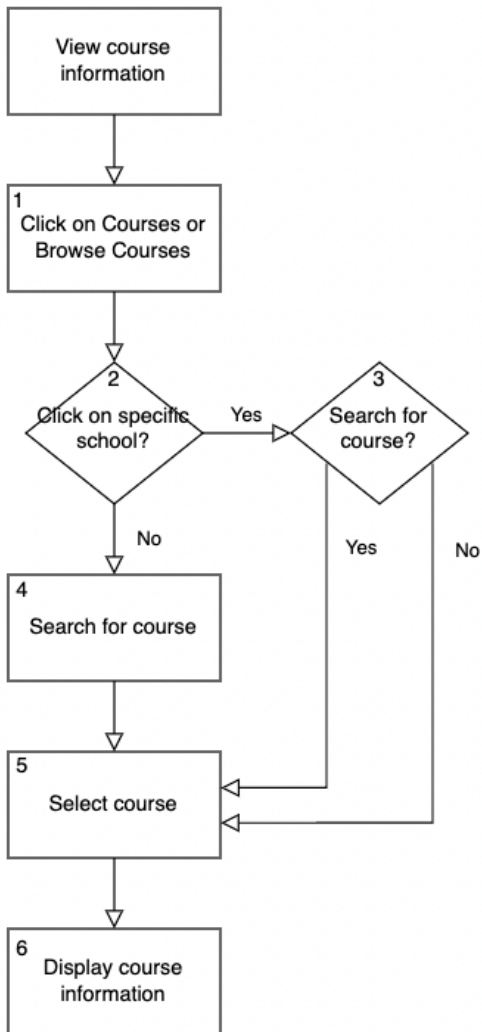 View course
information
1
Click on Courses or
Browse Courses
2
Click on specific
school?
Yes
3
Search for
course?
No
Yes
No
4
Search for course
5
Select course
6
Display course
information